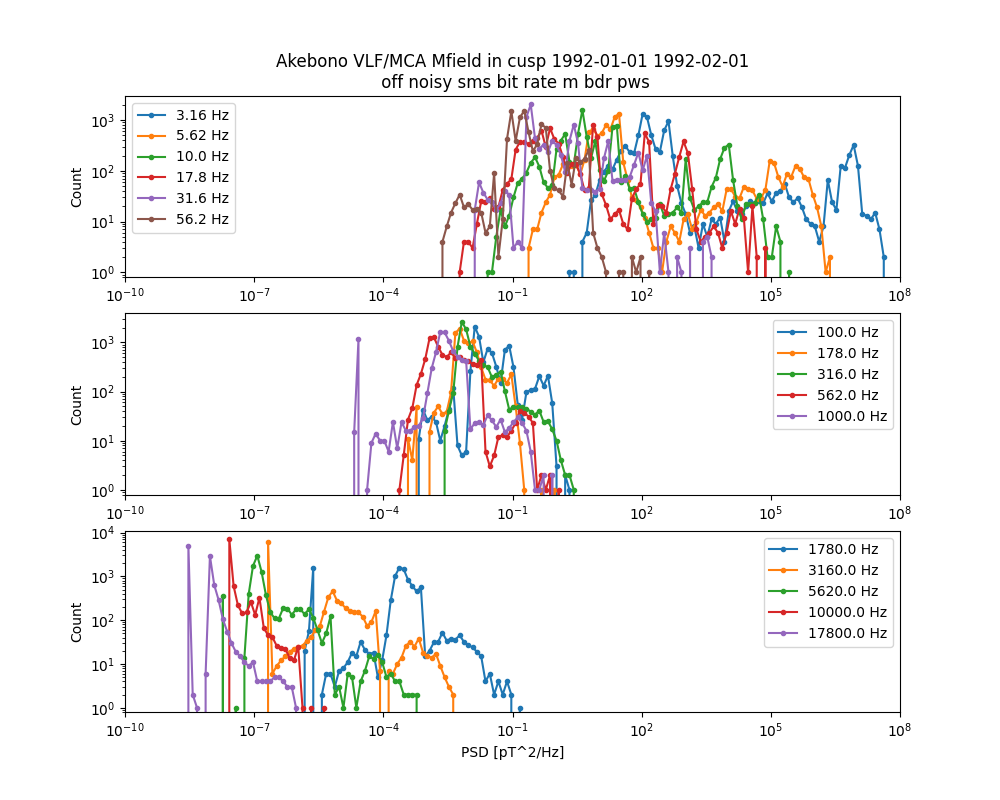 Akebono VLF/MCA Mfield in cusp 1992-01-01 1992-02-01
off noisy sms bit rate m bdr pws
Count
10^3
10^2
10^1
10^0
3.16 Hz
5.62 Hz
10.0 Hz
17.8 Hz
31.6 Hz
56.2 Hz
10^-10 10^-7 10^-4 10^-1 10^2 10^5 10^8
Count
10^3
10^2
10^1
10^0
100.0 Hz
178.0 Hz
316.0 Hz
562.0 Hz
1000.0 Hz
10^-10 10^-7 10^-4 10^-1 10^2 10^5 10^8
Count
10^4
10^3
10^2
10^1
10^0
1780.0 Hz
3160.0 Hz
5620.0 Hz
10000.0 Hz
17800.0 Hz
10^-10 10^-7 10^-4 10^-1 10^2 10^5 10^8
PSD [pT^2/Hz]